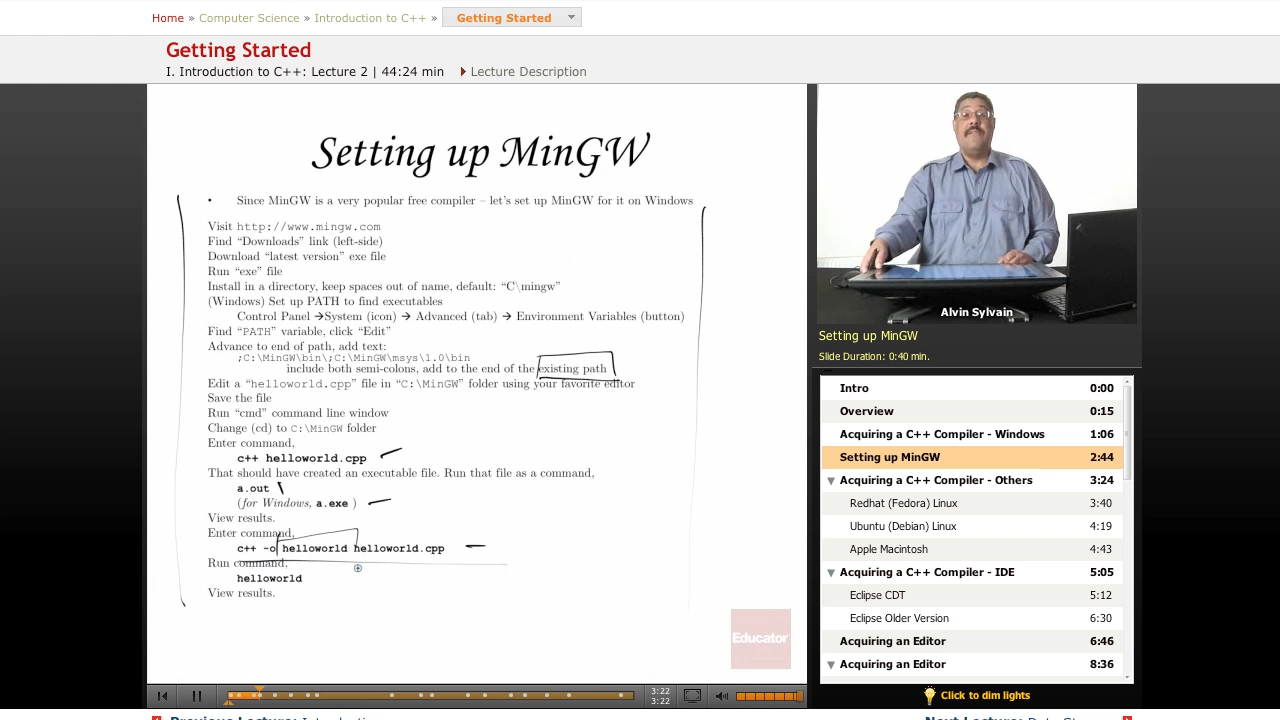 Home » Computer Science » Introduction to C++ » Getting Started
Getting Started
I. Introduction to C++: Lecture 2 | 44:24 min Lecture Description
Setting up MinGW
• Since MinGW is a very popular free compiler – let's set up MinGW for it on Windows
Visit http://www.mingw.com
Find “Downloads” link (left-side)
Download “latest version” exe file
Run “exe” file
Install in a directory, keep spaces out of name, default: “C\mingw”
(Windows) Set up PATH to find executables
Control Panel →System (icon) → Advanced (tab) → Environment Variables (button)
Find “PATH” variable, click “Edit”
Advance to end of path, add text:
;C:\MinGW\bin\;C:\MinGW\msys\1.0\bin
include both semi-colons, add to the end of the existing path
Edit a “helloworld.cpp” file in “C:\MinGW” folder using your favorite editor
Save the file
Run “cmd” command line window
Change (cd) to C:\MinGW folder
Enter command,
c++ helloworld.cpp
That should have created an executable file. Run that file as a command,
a.out
(for Windows, a.exe )
View results.
Enter command,
c++ -o helloworld helloworld.cpp
Run command,
helloworld
View results.
Educator
3:22
3:22
Alvin Sylvain
Setting up MinGW
Slide Duration: 0:40 min.
Intro 0:00
Overview 0:15
Acquiring a C++ Compiler - Windows 1:06
Setting up MinGW 2:44
Acquiring a C++ Compiler - Others 3:24
Redhat (Fedora) Linux 3:40
Ubuntu (Debian) Linux 4:19
Apple Macintosh 4:43
Acquiring a C++ Compiler - IDE 5:05
Eclipse CDT 5:12
Eclipse Older Version 6:30
Acquiring an Editor 6:46
Acquiring an Editor 8:36
Click to dim lights
Previous Lecture: Introduction
Next Lecture: